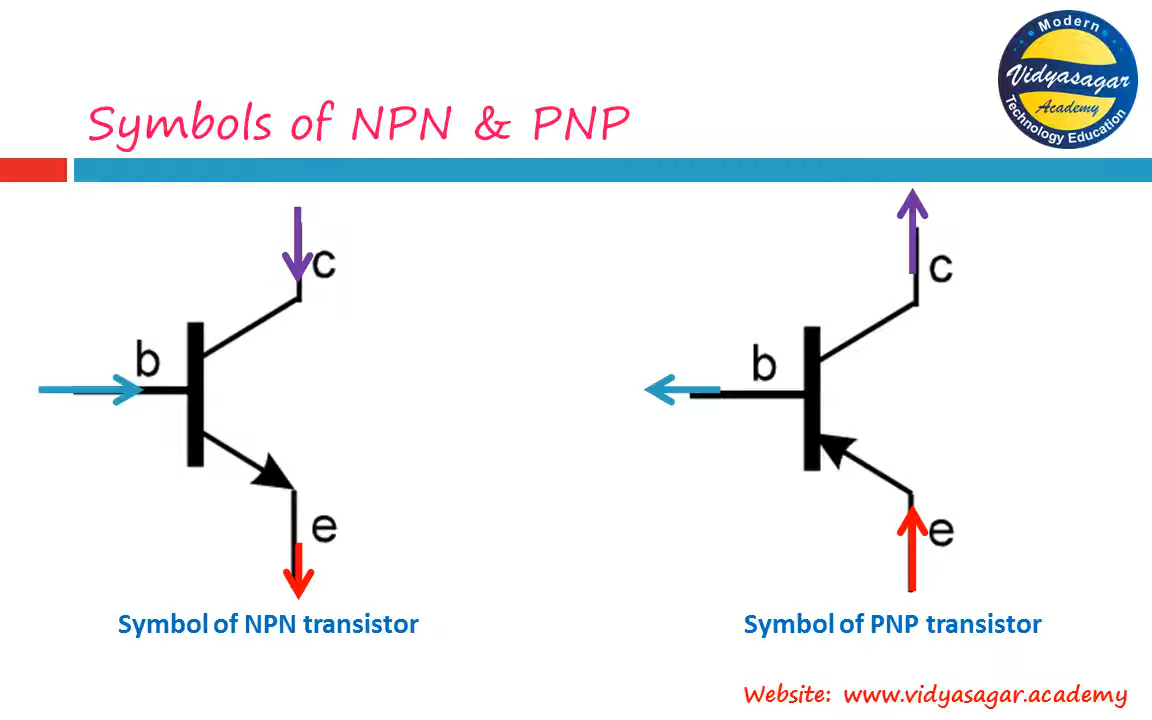 Modern
Vidyasagar
Academy
Technology Education
Symbols of NPN & PNP
c
b
e
Symbol of NPN transistor
c
b
e
Symbol of PNP transistor
Website: www.vidyasagar.academy